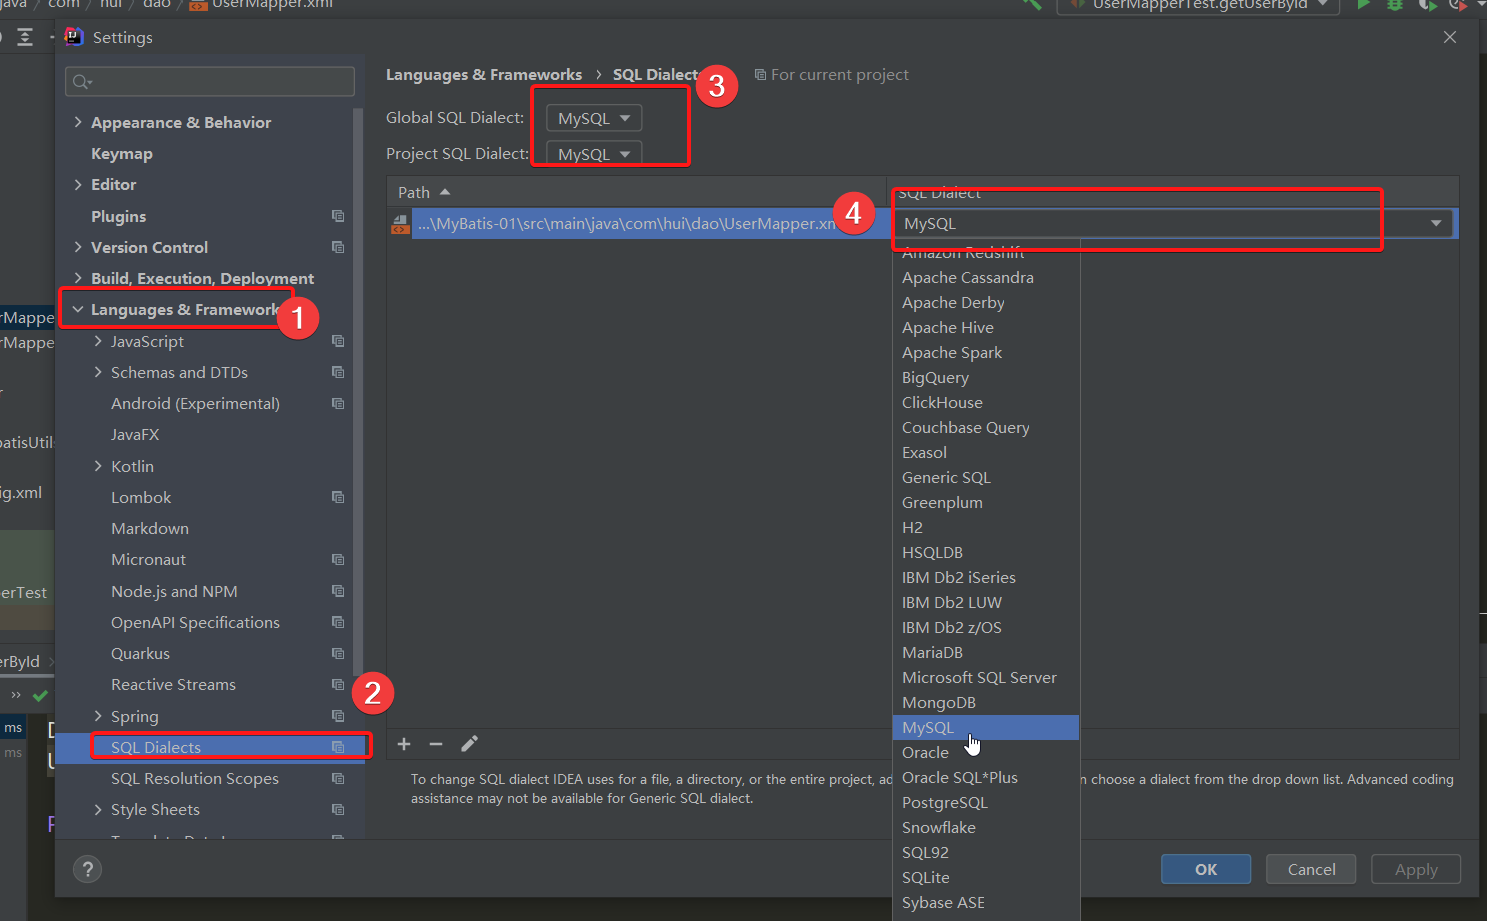 java / com / hui / dao / UserMapper.xml
UserMapperTest.getUserById
Settings
Languages & Frameworks › SQL Dialects
For current project
3
Global SQL Dialect: MySQL
Project SQL Dialect: MySQL
Appearance & Behavior
Keymap
Editor
Plugins
Version Control
Build, Execution, Deployment
Languages & Framework
1
JavaScript
Schemas and DTDs
Android (Experimental)
JavaFX
Kotlin
Lombok
Markdown
Micronaut
Node.js and NPM
OpenAPI Specifications
Quarkus
Reactive Streams
2
Spring
SQL Dialects
SQL Resolution Scopes
Style Sheets
Path
SQL Dialect
...\MyBatis-01\src\main\java\com\hui\dao\UserMapper.xm
4
MySQL
Amazon Redshift
Apache Cassandra
Apache Derby
Apache Hive
Apache Spark
BigQuery
ClickHouse
Couchbase Query
Exasol
Generic SQL
Greenplum
H2
HSQLDB
IBM Db2 iSeries
IBM Db2 LUW
IBM Db2 z/OS
MariaDB
Microsoft SQL Server
MongoDB
MySQL
Oracle
Oracle SQL*Plus
PostgreSQL
Snowflake
SQL92
SQLite
Sybase ASE
To change SQL dialect IDEA uses for a file, a directory, or the entire project, ad n choose a dialect from the drop down list. Advanced coding
assistance may not be available for Generic SQL dialect.
?
OK
Cancel
Apply
rMappe
rMappe
r
batisUtil
ig.xml
erTest
erById
ms
ms